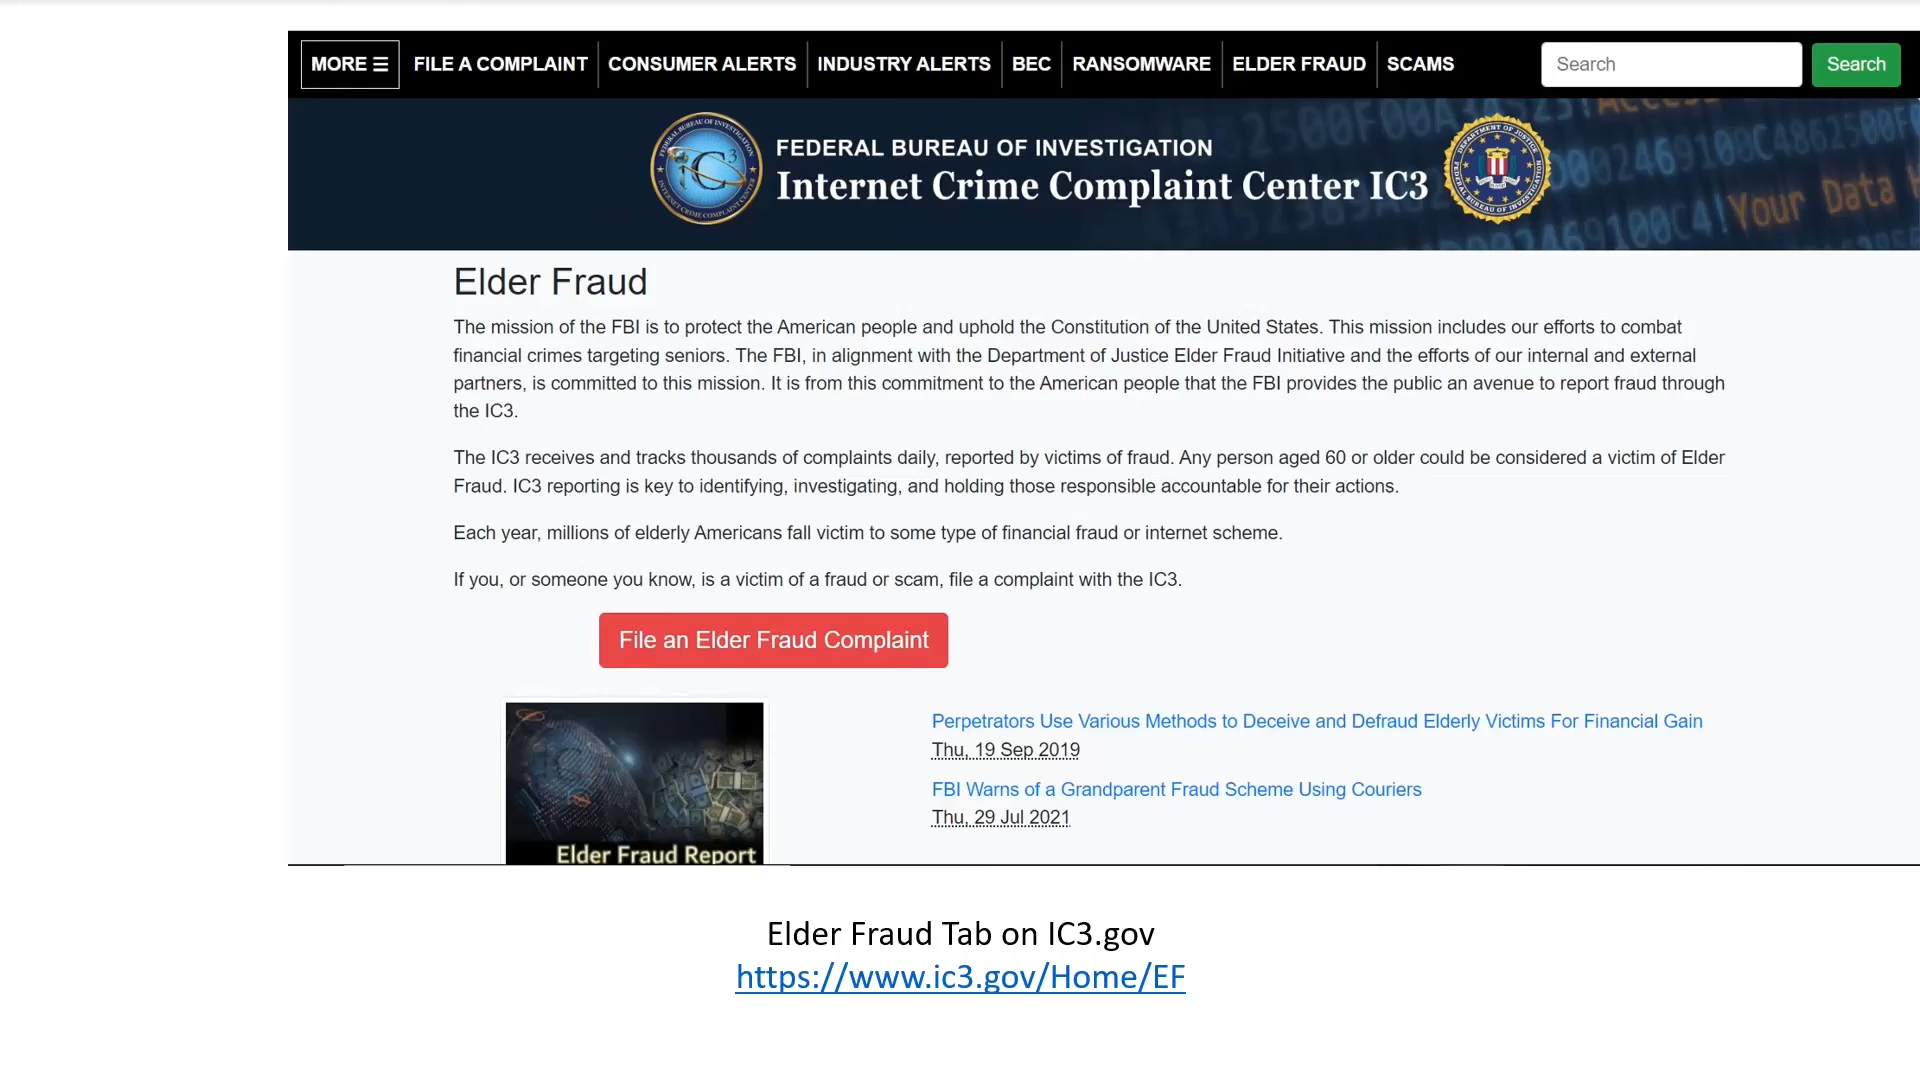 MORE ☰ FILE A COMPLAINT CONSUMER ALERTS INDUSTRY ALERTS BEC RANSOMWARE ELDER FRAUD SCAMS Search Search
FEDERAL BUREAU OF INVESTIGATION
Internet Crime Complaint Center IC3
Your Data
Elder Fraud
The mission of the FBI is to protect the American people and uphold the Constitution of the United States. This mission includes our efforts to combat
financial crimes targeting seniors. The FBI, in alignment with the Department of Justice Elder Fraud Initiative and the efforts of our internal and external
partners, is committed to this mission. It is from this commitment to the American people that the FBI provides the public an avenue to report fraud through
the IC3.
The IC3 receives and tracks thousands of complaints daily, reported by victims of fraud. Any person aged 60 or older could be considered a victim of Elder
Fraud. IC3 reporting is key to identifying, investigating, and holding those responsible accountable for their actions.
Each year, millions of elderly Americans fall victim to some type of financial fraud or internet scheme.
If you, or someone you know, is a victim of a fraud or scam, file a complaint with the IC3.
File an Elder Fraud Complaint
Perpetrators Use Various Methods to Deceive and Defraud Elderly Victims For Financial Gain
Thu, 19 Sep 2019
FBI Warns of a Grandparent Fraud Scheme Using Couriers
Thu, 29 Jul 2021
Elder Fraud Report
Elder Fraud Tab on IC3.gov
https://www.ic3.gov/Home/EF